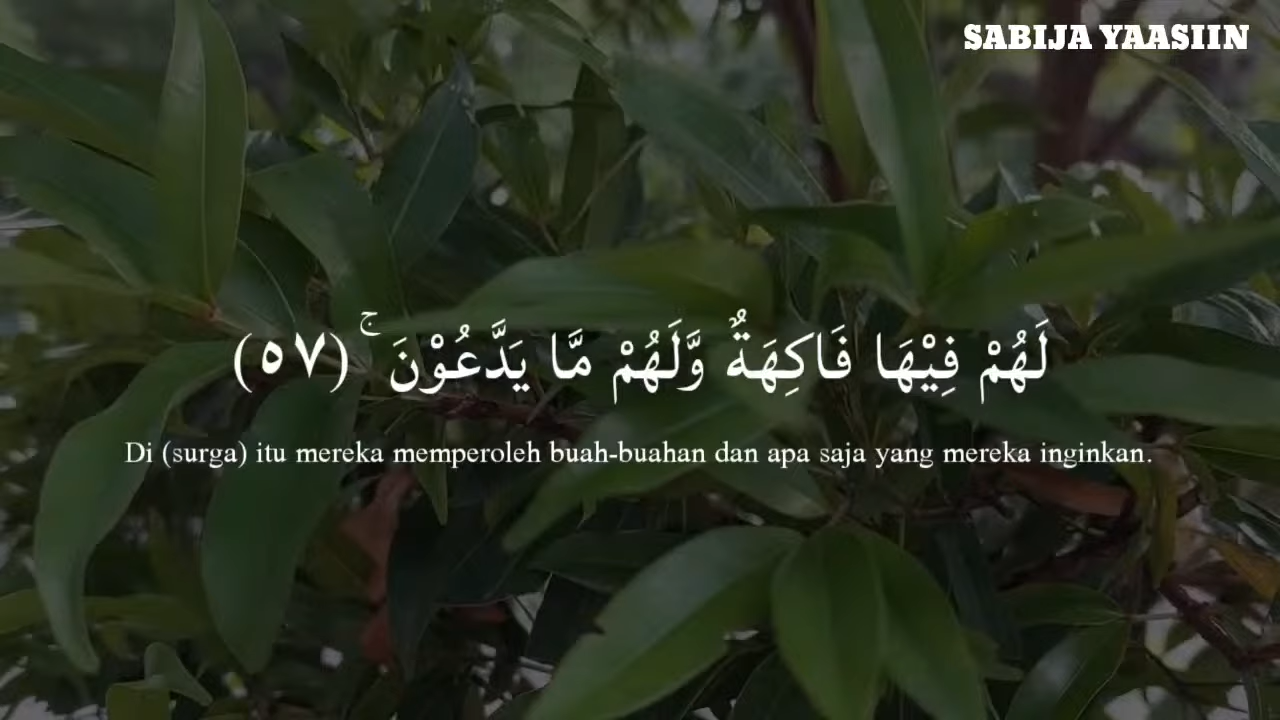 SABIJA YAASIIN
لَهُمْ فِيْهَا فَاكِهَةٌ وَّلَهُمْ مَّا يَدَّعُوْنَ ۚ (٥٧)
Di (surga) itu mereka memperoleh buah-buahan dan apa saja yang mereka inginkan.